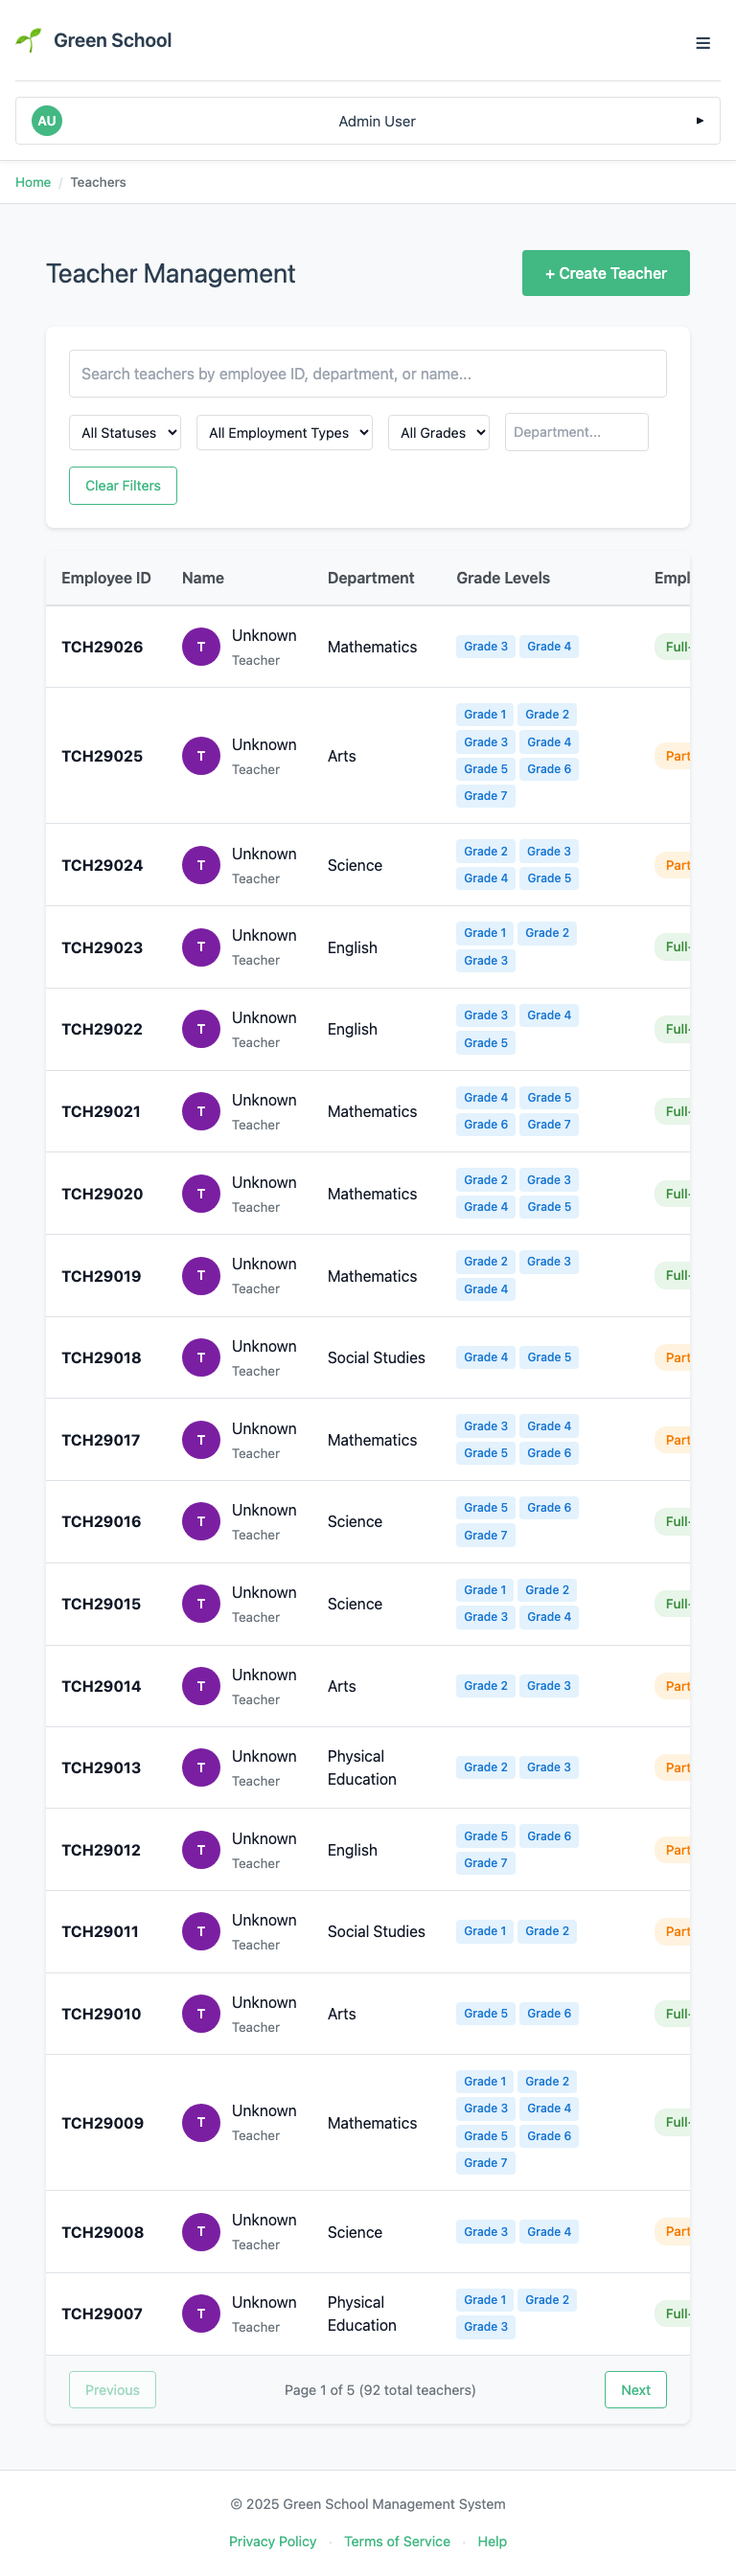 Green School
AU Admin User
Home / Teachers
Teacher Management
+ Create Teacher
Search teachers by employee ID, department, or name...
All Statuses All Employment Types All Grades Department...
Clear Filters
Employee ID Name Department Grade Levels Empl
TCH29026 T Unknown Teacher Mathematics Grade 3 Grade 4 Full-
TCH29025 T Unknown Teacher Arts Grade 1 Grade 2 Grade 3 Grade 4 Grade 5 Grade 6 Grade 7 Part
TCH29024 T Unknown Teacher Science Grade 2 Grade 3 Grade 4 Grade 5 Part
TCH29023 T Unknown Teacher English Grade 1 Grade 2 Grade 3 Full-
TCH29022 T Unknown Teacher English Grade 3 Grade 4 Grade 5 Full-
TCH29021 T Unknown Teacher Mathematics Grade 4 Grade 5 Grade 6 Grade 7 Full-
TCH29020 T Unknown Teacher Mathematics Grade 2 Grade 3 Grade 4 Grade 5 Full-
TCH29019 T Unknown Teacher Mathematics Grade 2 Grade 3 Grade 4 Full-
TCH29018 T Unknown Teacher Social Studies Grade 4 Grade 5 Part
TCH29017 T Unknown Teacher Mathematics Grade 3 Grade 4 Grade 5 Grade 6 Part
TCH29016 T Unknown Teacher Science Grade 5 Grade 6 Grade 7 Full-
TCH29015 T Unknown Teacher Science Grade 1 Grade 2 Grade 3 Grade 4 Full-
TCH29014 T Unknown Teacher Arts Grade 2 Grade 3 Part
TCH29013 T Unknown Teacher Physical Education Grade 2 Grade 3 Part
TCH29012 T Unknown Teacher English Grade 5 Grade 6 Grade 7 Part
TCH29011 T Unknown Teacher Social Studies Grade 1 Grade 2 Part
TCH29010 T Unknown Teacher Arts Grade 5 Grade 6 Full-
TCH29009 T Unknown Teacher Mathematics Grade 1 Grade 2 Grade 3 Grade 4 Grade 5 Grade 6 Grade 7 Full-
TCH29008 T Unknown Teacher Science Grade 3 Grade 4 Part
TCH29007 T Unknown Teacher Physical Education Grade 1 Grade 2 Grade 3 Full-
Previous Page 1 of 5 (92 total teachers) Next
© 2025 Green School Management System
Privacy Policy · Terms of Service · Help